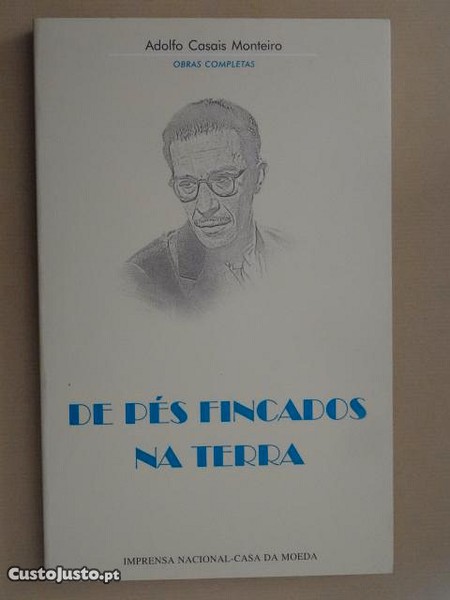 Adolfo Casais Monteiro
OBRAS COMPLETAS
DE PÉS FINCADOS
NA TERRA
IMPRENSA NACIONAL-CASA DA MOEDA
CustoJusto.pt